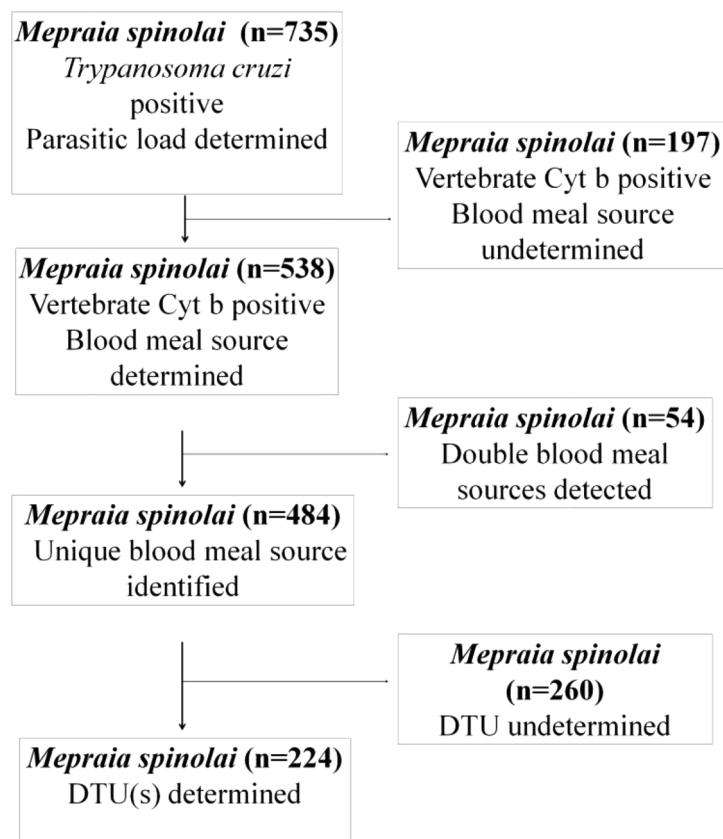 Mepraia spinolai (n=735)
Trypanosoma cruzi
positive
Parasitic load determined
Mepraia spinolai (n=197)
Vertebrate Cyt b positive
Blood meal source
undetermined
Mepraia spinolai (n=538)
Vertebrate Cyt b positive
Blood meal source
determined
Mepraia spinolai (n=54)
Double blood meal
sources detected
Mepraia spinolai (n=484)
Unique blood meal source
identified
Mepraia spinolai
(n=260)
DTU undetermined
Mepraia spinolai (n=224)
DTU(s) determined